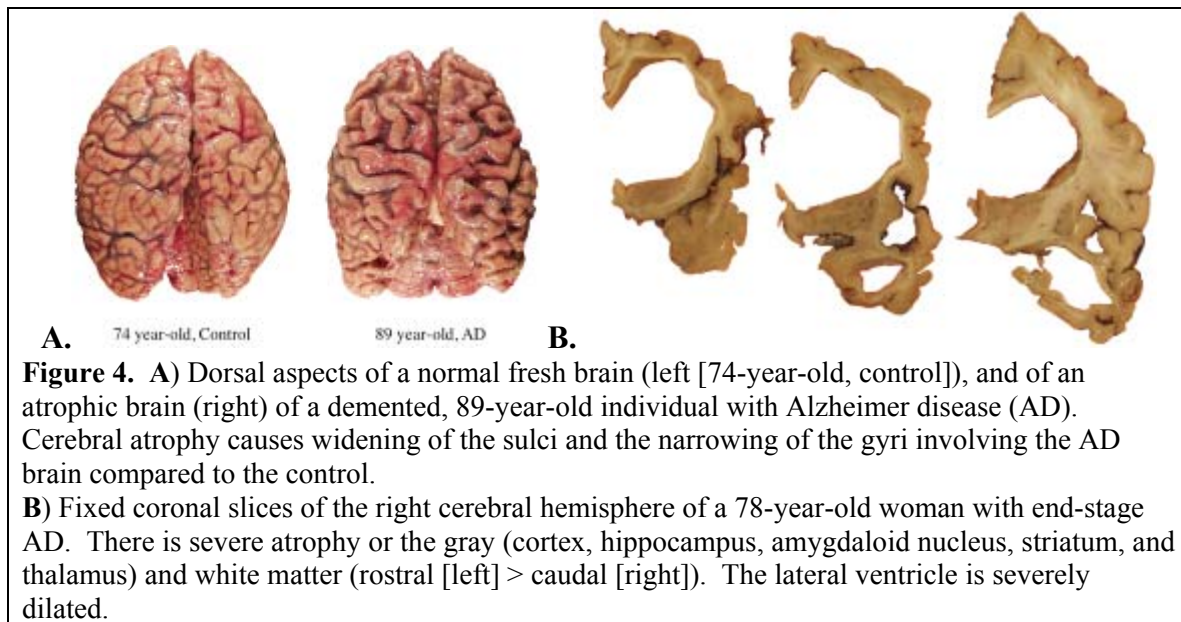 A. 74 year-old, Control 89 year-old, AD B.
Figure 4. A) Dorsal aspects of a normal fresh brain (left [74-year-old, control]), and of an
atrophic brain (right) of a demented, 89-year-old individual with Alzheimer disease (AD).
Cerebral atrophy causes widening of the sulci and the narrowing of the gyri involving the AD
brain compared to the control.
B) Fixed coronal slices of the right cerebral hemisphere of a 78-year-old woman with end-stage
AD. There is severe atrophy or the gray (cortex, hippocampus, amygdaloid nucleus, striatum, and
thalamus) and white matter (rostral [left] > caudal [right]). The lateral ventricle is severely
dilated.